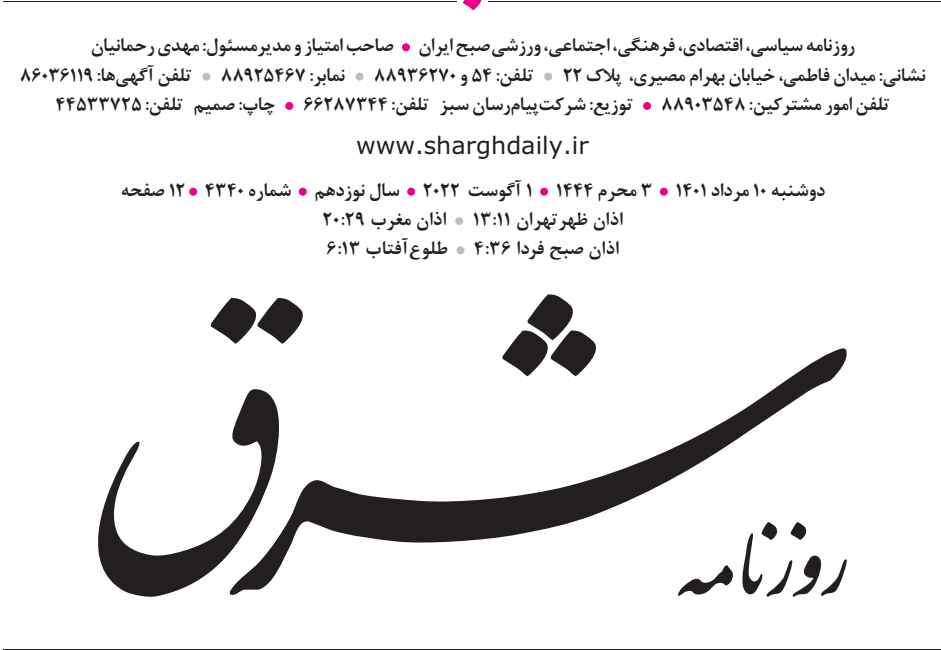 روزنامه سیاسی، اقتصادی، فرهنگی، اجتماعی، ورزشی صبح ایران ● صاحب امتیاز و مدیرمسئول: مهدی رحمانیان
نشانی: میدان فاطمی، خیابان بهرام مصیری، پلاک ۲۲ ● تلفن: ۵۴ و ۸۸۹۳۶۲۷۰ ● نمابر: ۸۸۹۲۵۴۶۷ ● تلفن آگهی‌ها: ۸۶۰۳۶۱۱۹
تلفن امور مشترکین: ۸۸۹۰۳۵۴۸ ● توزیع: شرکت پیام‌رسان سبز تلفن: ۶۶۲۸۷۳۴۴ ● چاپ: صمیم تلفن: ۴۴۵۳۳۷۲۵
www.sharghdaily.ir
دوشنبه ۱۰ مرداد ۱۴۰۱ ● ۳ محرم ۱۴۴۴ ● ۱ آگوست ۲۰۲۲ ● سال نوزدهم ● شماره ۴۳۴۰ ● ۱۲ صفحه
اذان ظهر تهران ۱۳:۱۱ ● اذان مغرب ۲۰:۲۹
اذان صبح فردا ۴:۳۶ ● طلوع آفتاب ۶:۱۳
روزنامه
شرق